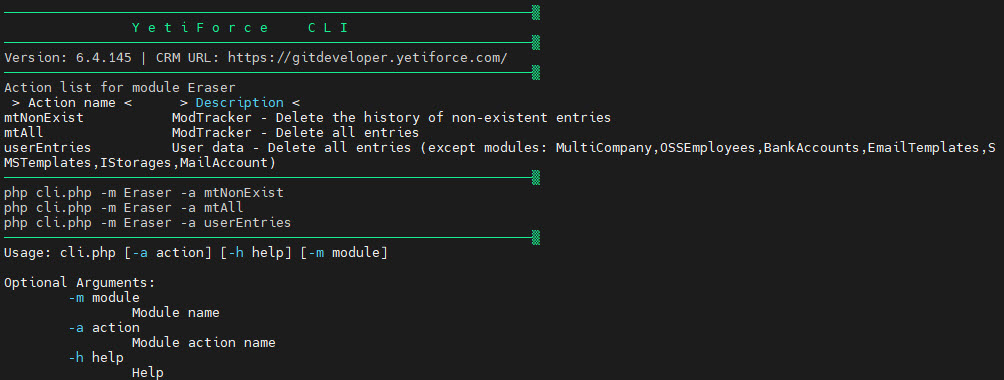 YetiForce CLI
Version: 6.4.145 | CRM URL: https://gitdeveloper.yetiforce.com/
Action list for module Eraser
> Action name < > Description <
mtNonExist ModTracker - Delete the history of non-existent entries
mtAll ModTracker - Delete all entries
userEntries User data - Delete all entries (except modules: MultiCompany,OSSEmployees,BankAccounts,EmailTemplates,S
MSTemplates,IStorages,MailAccount)
php cli.php -m Eraser -a mtNonExist
php cli.php -m Eraser -a mtAll
php cli.php -m Eraser -a userEntries
Usage: cli.php [-a action] [-h help] [-m module]
Optional Arguments:
-m module
Module name
-a action
Module action name
-h help
Help